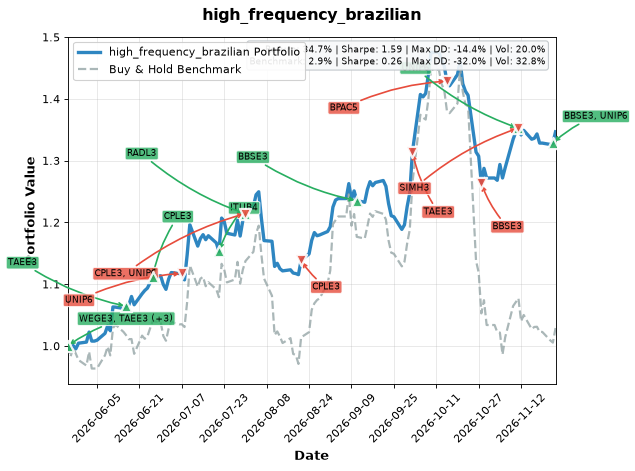 high_frequency_brazilian
high_frequency_brazilian Portfolio
Buy & Hold Benchmark
34.7% | Sharpe: 1.59 | Max DD: -14.4% | Vol: 20.0%
2.9% | Sharpe: 0.26 | Max DD: -32.0% | Vol: 32.8%
1.5
1.4
1.3
1.2
1.1
1.0
Portfolio Value
BPAC5
BBSE3, UNIP6
RADL3
BBSE3
SIMH3
ITUB4
TAEE3
CPLE3
BBSE3
TAEE3
CPLE3, UNIP6
CPLE3
UNIP6
WEGE3, TAEE3 (+3)
2026-06-05
2026-06-21
2026-07-07
2026-07-23
2026-08-08
2026-08-24
2026-09-09
2026-09-25
2026-10-11
2026-10-27
2026-11-12
Date